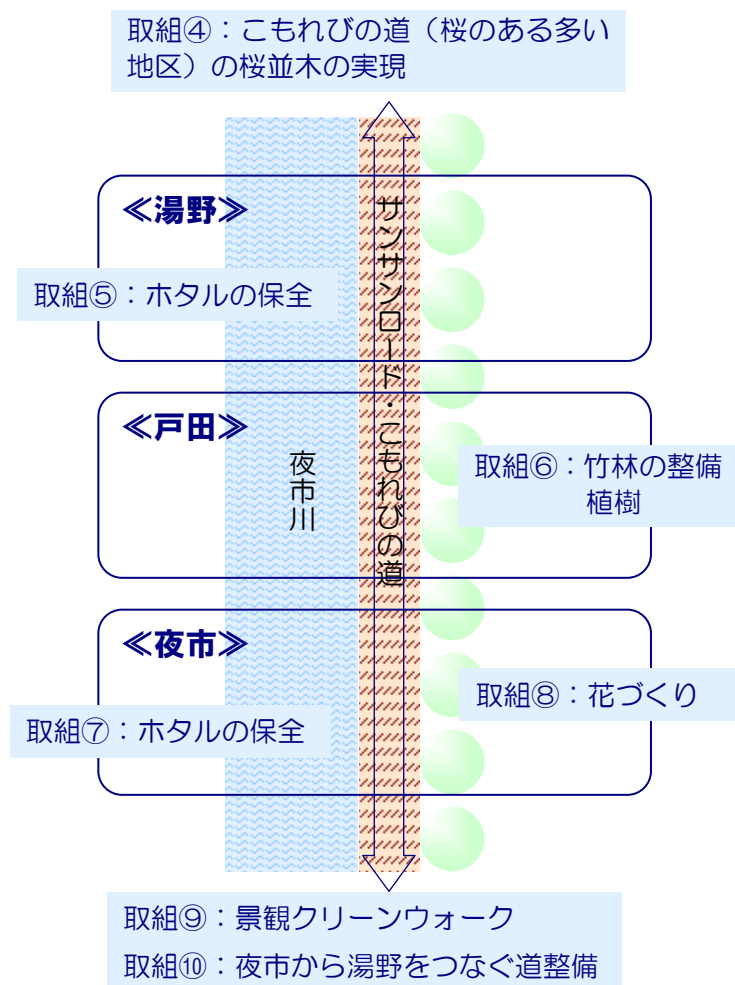 取組④：こもれびの道（桜のある多い
地区）の桜並木の実現
≪湯野≫
取組⑤：ホタルの保全
サンサンロード・こもれびの道
≪戸田≫
夜市川
取組⑥：竹林の整備
植樹
≪夜市≫
取組⑧：花づくり
取組⑦：ホタルの保全
取組⑨：景観クリーンウォーク
取組⑩：夜市から湯野をつなぐ道整備